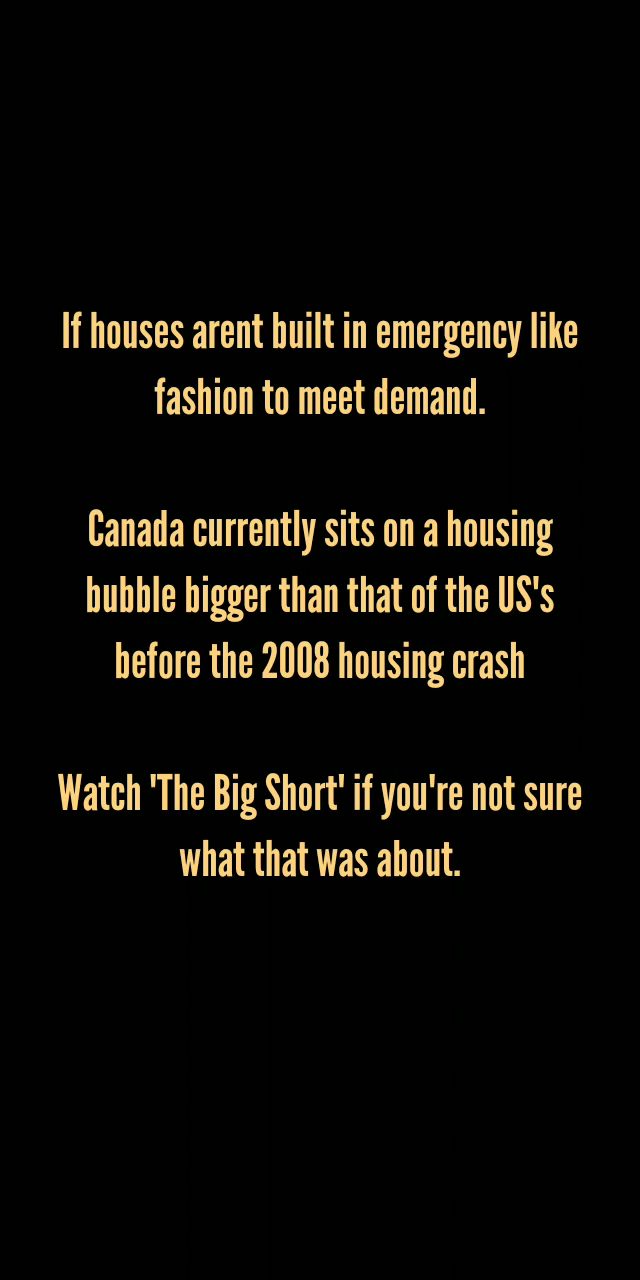 If houses arent built in emergency like
fashion to meet demand.
Canada currently sits on a housing
bubble bigger than that of the US's
before the 2008 housing crash
Watch 'The Big Short' if you're not sure
what that was about.